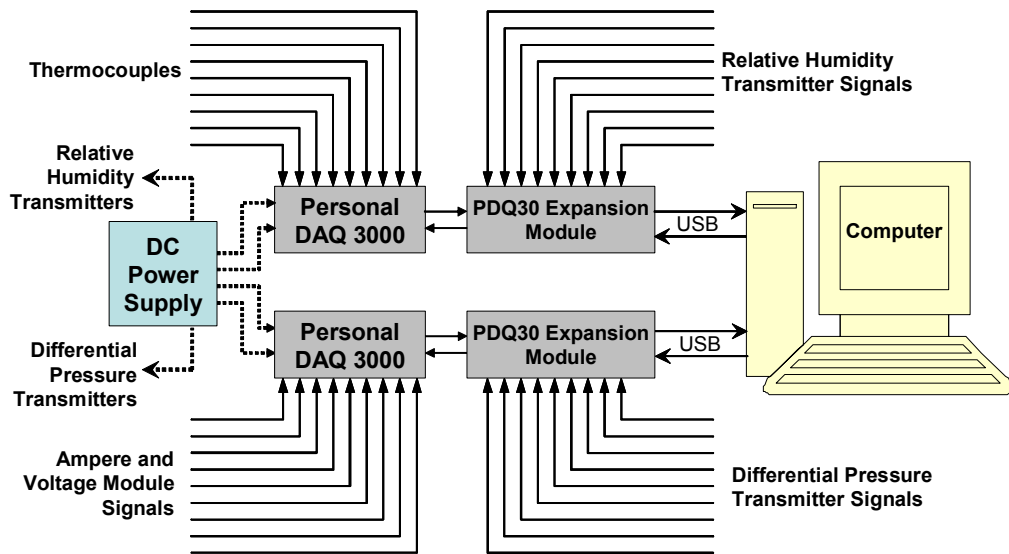 Thermocouples
Relative Humidity
Transmitter Signals
Relative
Humidity
Transmitters
Personal
DAQ 3000
PDQ30 Expansion
Module
USB
Computer
DC
Power
Supply
Personal
DAQ 3000
PDQ30 Expansion
Module
USB
Differential
Pressure
Transmitters
Ampere and
Voltage Module
Signals
Differential Pressure
Transmitter Signals